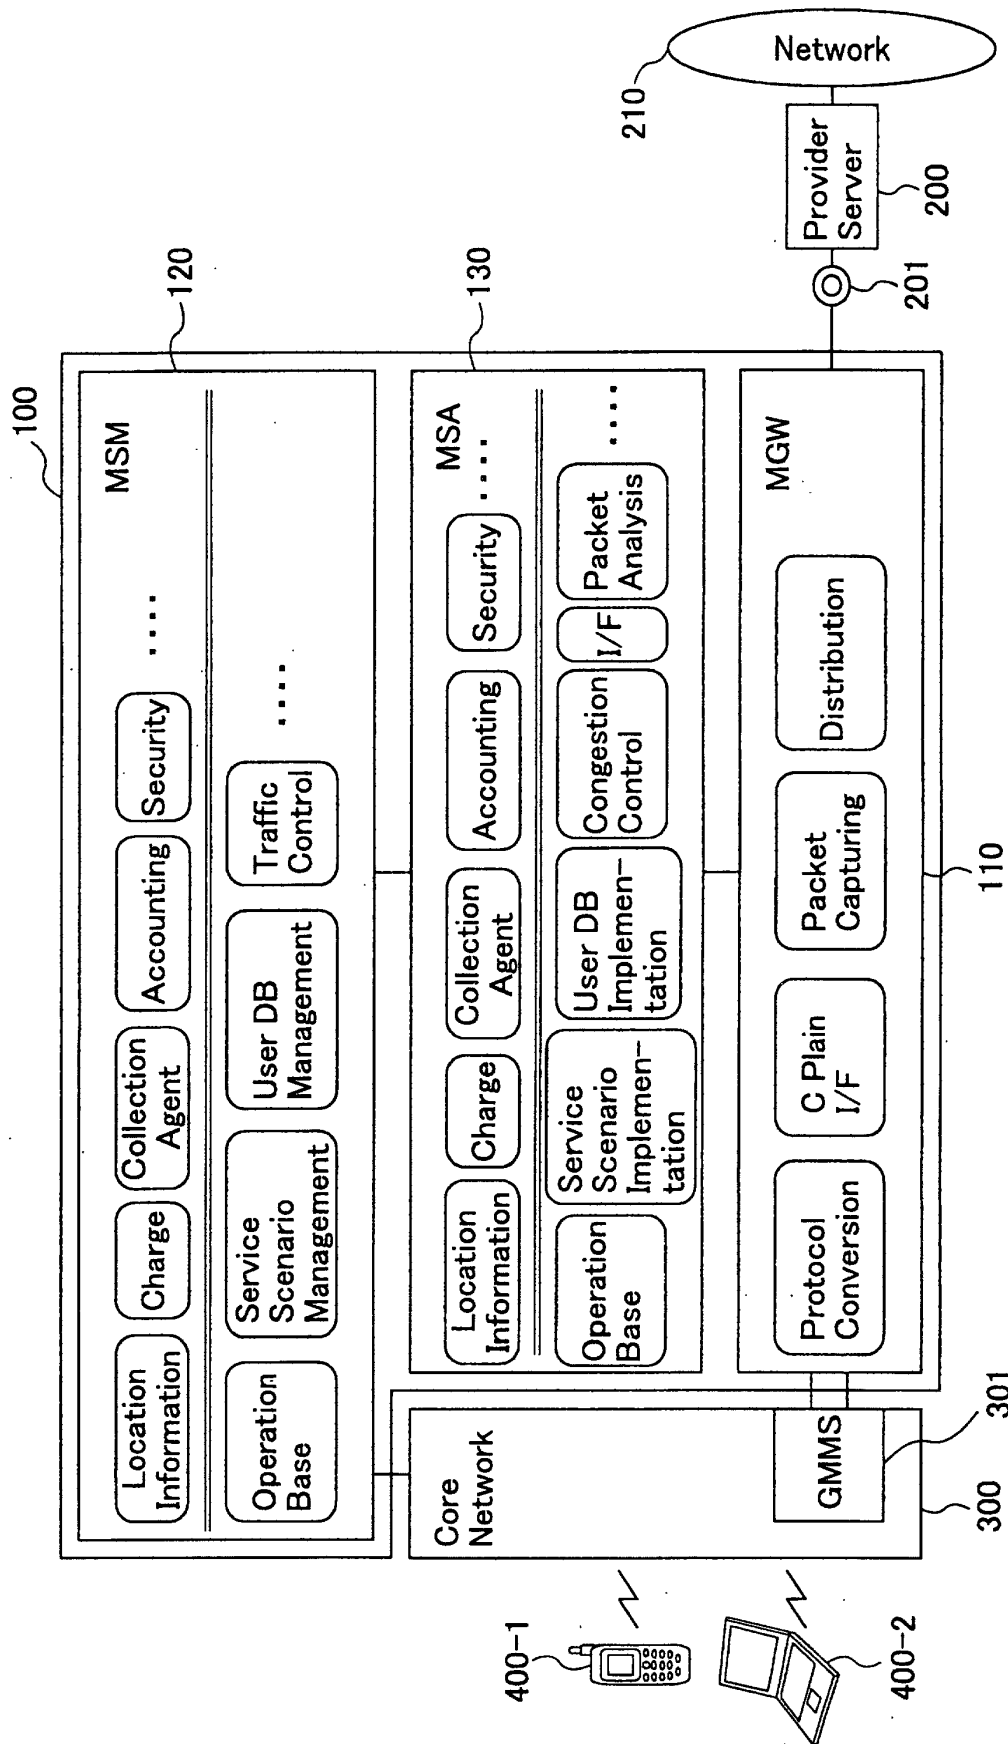 100
120
MSM
Location
Information
Charge
Collection
Agent
Accounting
Security
....
Operation
Base
Service
Scenario
Management
User DB
Management
Traffic
Control
....
130
MSA
Location
Information
Charge
Collection
Agent
Accounting
Security
....
Operation
Base
Service
Scenario
Implemen-
tation
User DB
Implemen-
tation
Congestion
Control
I/F
Packet
Analysis
....
MGW
Protocol
Conversion
C Plain
I/F
Packet
Capturing
Distribution
110
Core
Network
GMMS
301
300
400-1
400-2
201
Provider
Server
200
Network
210